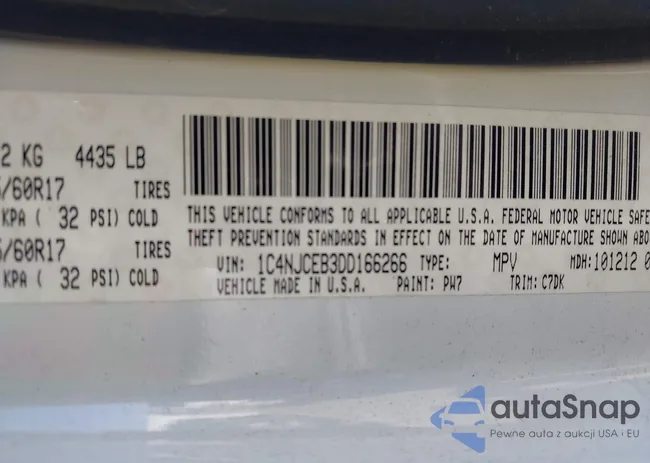 2 KG 4435 LB
/60R17 TIRES
KPA ( 32 PSI) COLD
/60R17 TIRES
KPA ( 32 PSI) COLD
THIS VEHICLE CONFORMS TO ALL APPLICABLE U.S.A. FEDERAL MOTOR VEHICLE SAFE
THEFT PREVENTION STANDARDS IN EFFECT ON THE DATE OF MANUFACTURE SHOWN ABO
VIN: 1C4NJCEB3DD166266 TYPE: MPV MDH: 101212 0
VEHICLE MADE IN U.S.A. PAINT: PW7 TRIM: C7DK
autaSnap
Pewne auta z aukcji USA i EU